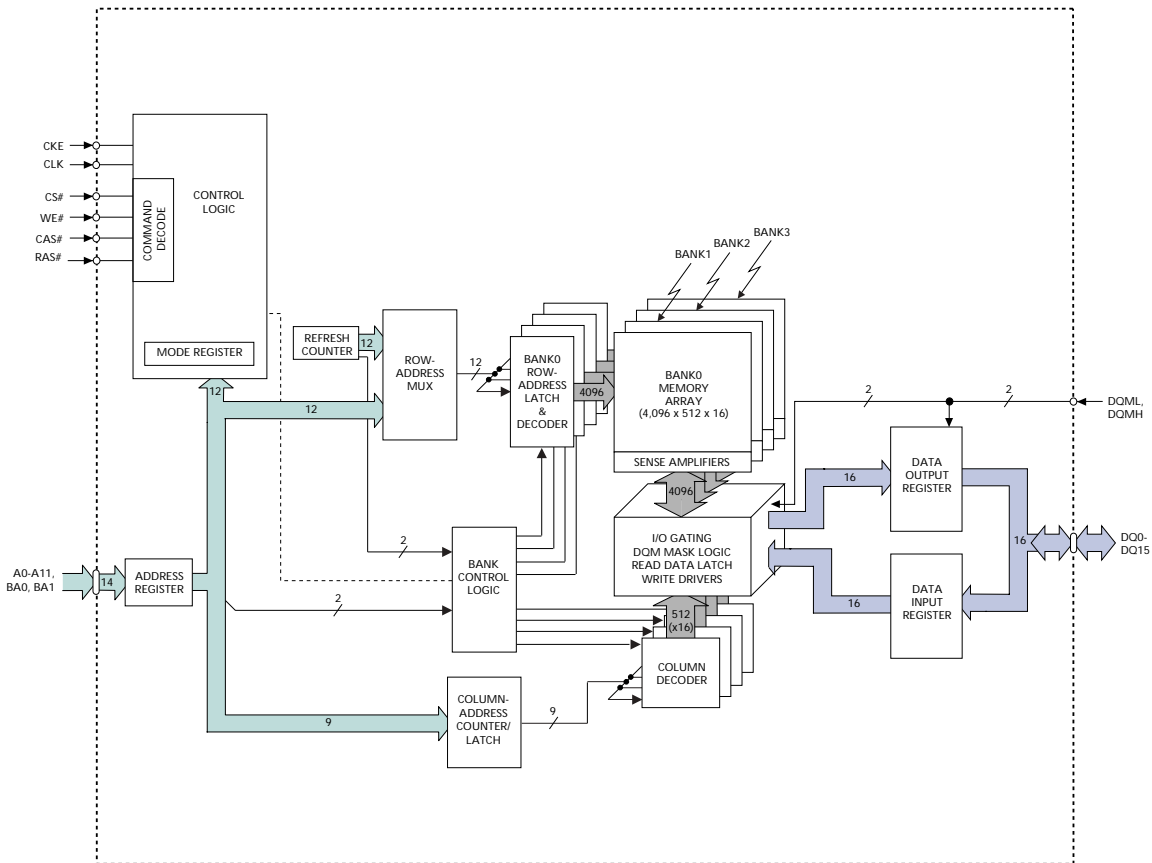 CKE
CLK
CS#
WE#
CAS#
RAS#
COMMAND
DECODE
CONTROL
LOGIC
MODE REGISTER
12
REFRESH
COUNTER
12
12
ROW-
ADDRESS
MUX
12
BANK0
ROW-
ADDRESS
LATCH
&
DECODER
4096
BANK1
BANK2
BANK3
BANK0
MEMORY
ARRAY
(4,096 x 512 x 16)
SENSE AMPLIFIERS
4096
I/O GATING
DQM MASK LOGIC
READ DATA LATCH
WRITE DRIVERS
512
(x16)
COLUMN
DECODER
2
2
DQML,
DQMH
16
DATA
OUTPUT
REGISTER
16
DQ0-
DQ15
16
DATA
INPUT
REGISTER
A0-A11,
BA0, BA1
14
ADDRESS
REGISTER
2
2
BANK
CONTROL
LOGIC
9
COLUMN-
ADDRESS
COUNTER/
LATCH
9